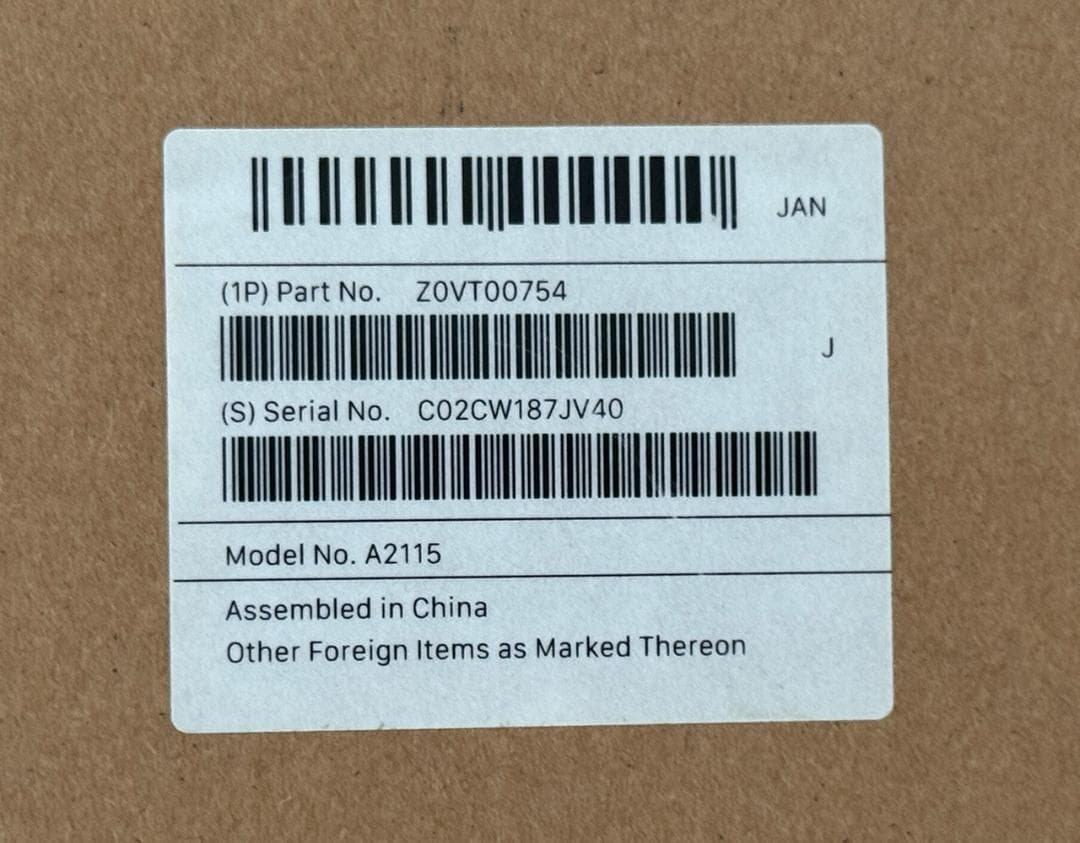 JAN
(1P) Part No. Z0VT00754
J
(S) Serial No. C02CW187JV40
Model No. A2115
Assembled in China
Other Foreign Items as Marked Thereon